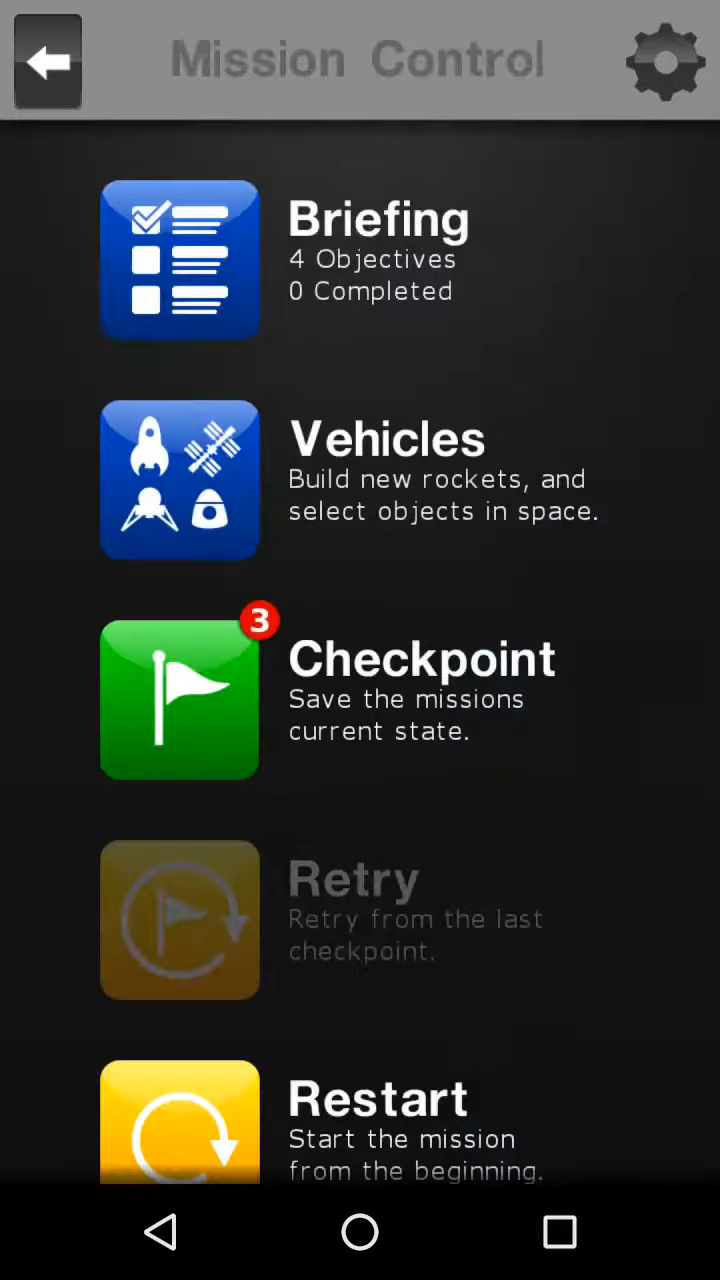 Mission Control
Briefing
4 Objectives
0 Completed
Vehicles
Build new rockets, and
select objects in space.
3
Checkpoint
Save the missions
current state.
Retry
Retry from the last
checkpoint.
Restart
Start the mission
from the beginning.